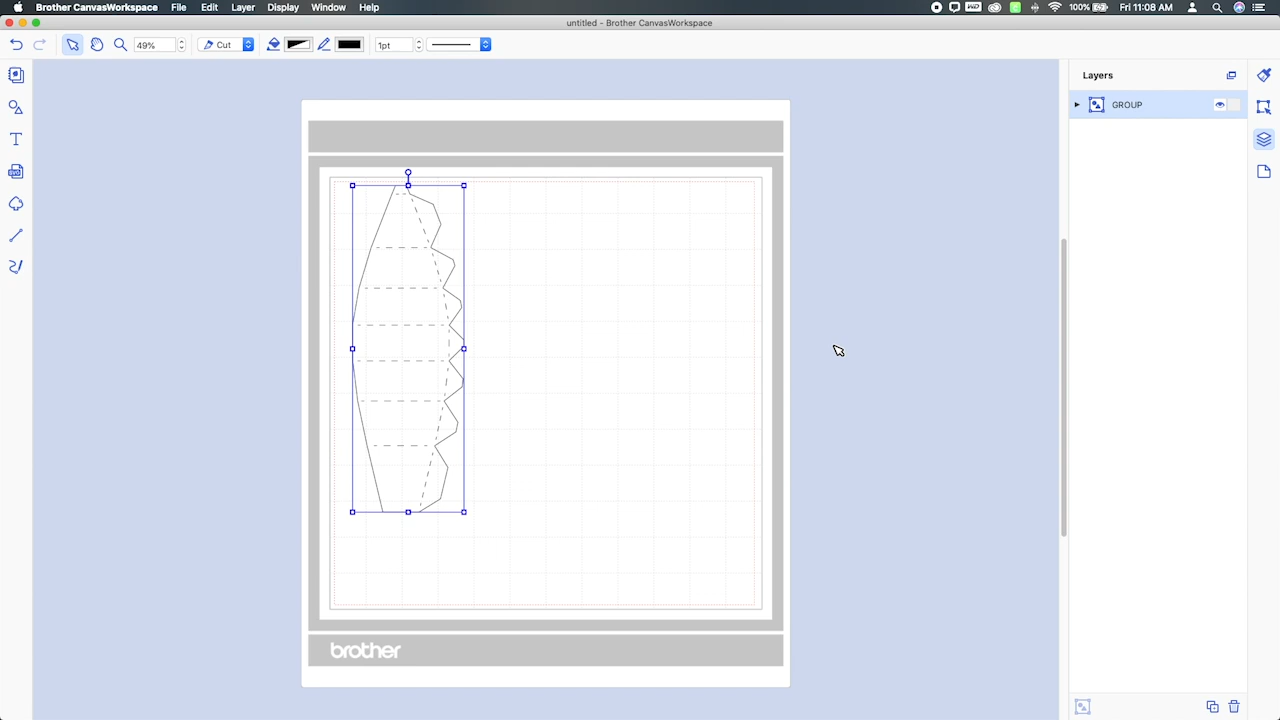 Brother CanvasWorkspace File Edit Layer Display Window Help 100% Fri 11:08 AM
untitled - Brother CanvasWorkspace
49% Cut 1pt
Layers
GROUP
T
brother